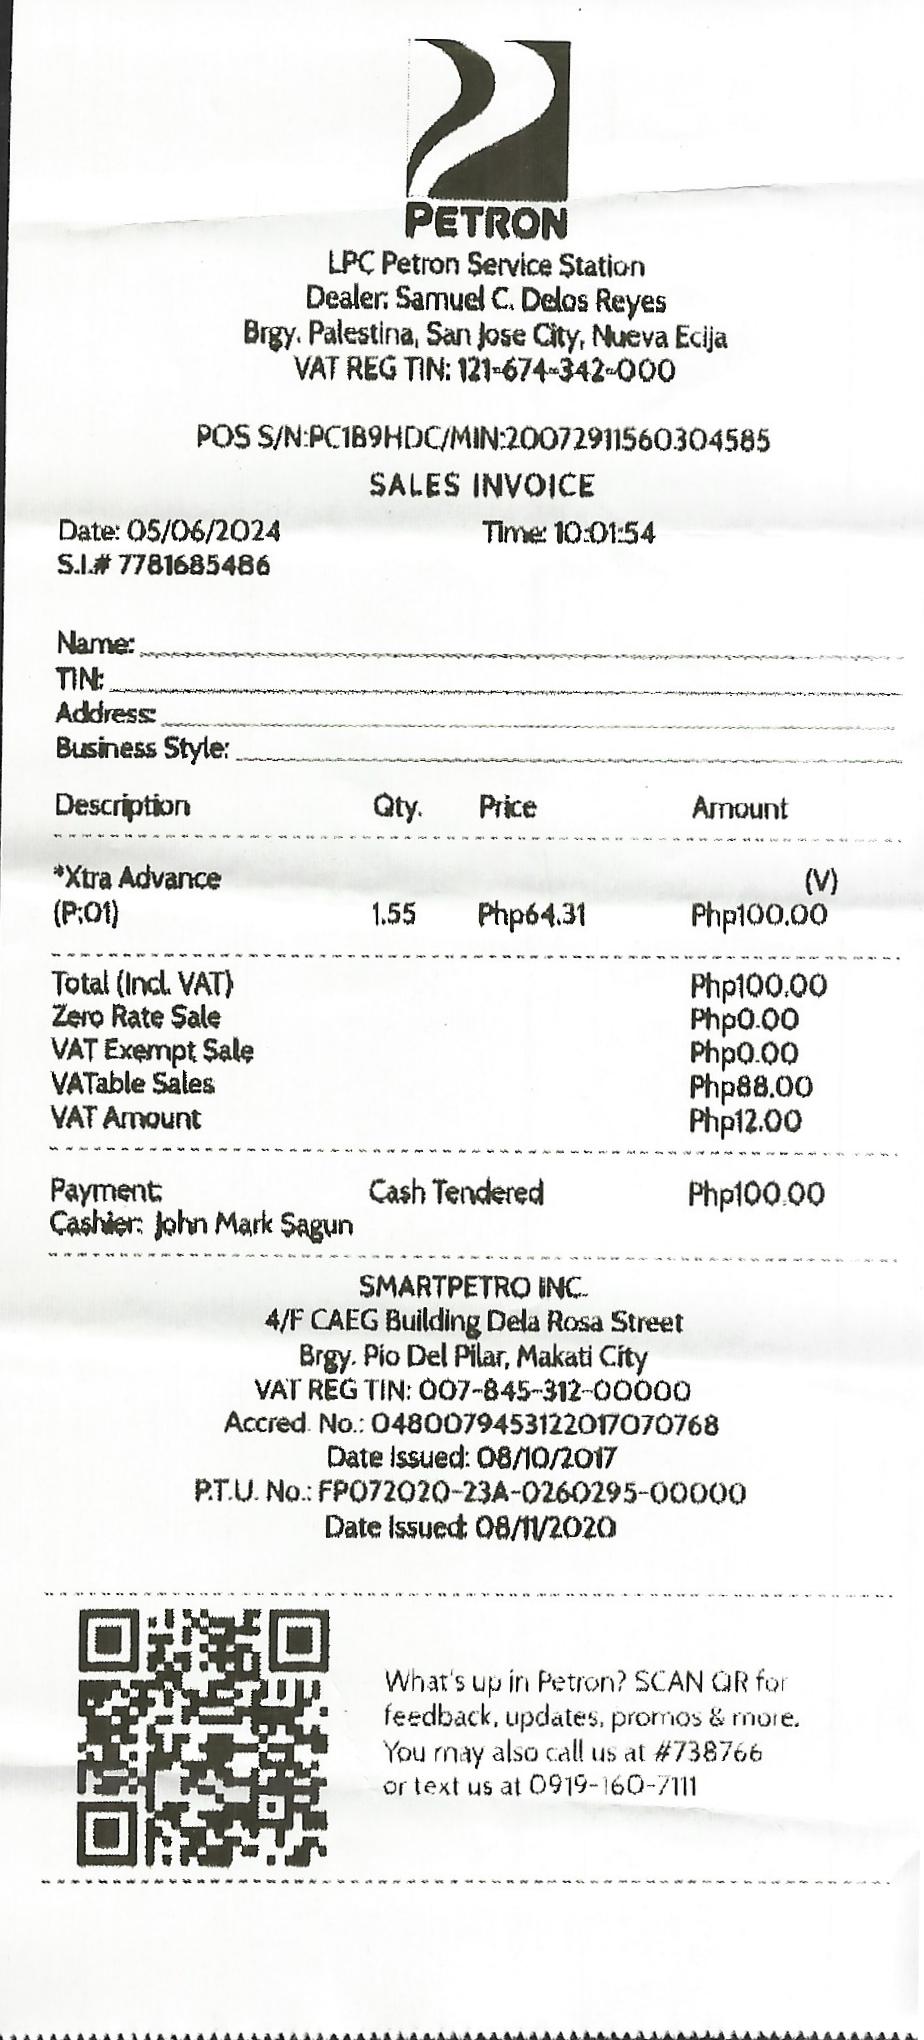 PETRON
LPC Petron Service Station
Dealer: Samuel C. Delos Reyes
Brgy. Palestina, San Jose City, Nueva Ecija
VAT REG TIN: 121-674-342-000
POS S/N:PC1B9HDC/MIN:20072911560304585
SALES INVOICE
Date: 05/06/2024 Time: 10:01:54
S.I.# 7781685486
Name:
TIN:
Address:
Business Style:
Description Qty. Price Amount
*Xtra Advance (V)
(P:01) 1.55 Php64.31 Php100.00
Total (Incl. VAT) Php100.00
Zero Rate Sale Php0.00
VAT Exempt Sale Php0.00
VATable Sales Php88.00
VAT Amount Php12.00
Payment: Cash Tendered Php100.00
Cashier: John Mark Sagun
SMARTPETRO INC.
4/F CAEG Building Dela Rosa Street
Brgy. Pio Del Pilar, Makati City
VAT REG TIN: 007-845-312-00000
Accred. No.: 0480079453122017070768
Date Issued: 08/10/2017
P.T.U. No.: FP072020-23A-0260295-00000
Date Issued: 08/11/2020
What's up in Petron? SCAN QR for
feedback, updates, promos & more.
You may also call us at #738766
or text us at 0919-160-7111